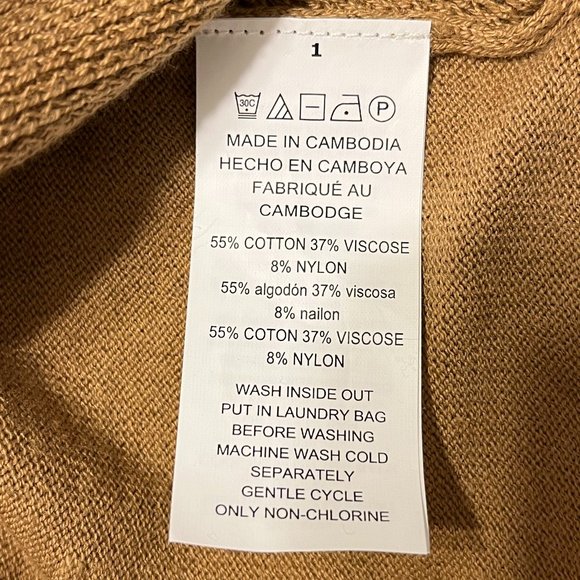 1
30C P
MADE IN CAMBODIA
HECHO EN CAMBOYA
FABRIQUÉ AU
CAMBODGE
55% COTTON 37% VISCOSE
8% NYLON
55% algodón 37% viscosa
8% nailon
55% COTON 37% VISCOSE
8% NYLON
WASH INSIDE OUT
PUT IN LAUNDRY BAG
BEFORE WASHING
MACHINE WASH COLD
SEPARATELY
GENTLE CYCLE
ONLY NON-CHLORINE